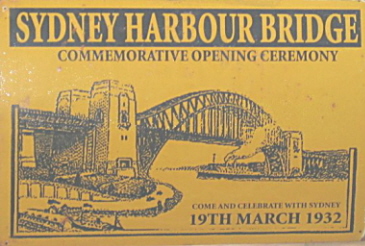 SYDNEY HARBOUR BRIDGE
COMMEMORATIVE OPENING CEREMONY
COME AND CELEBRATE WITH SYDNEY
19TH MARCH 1932